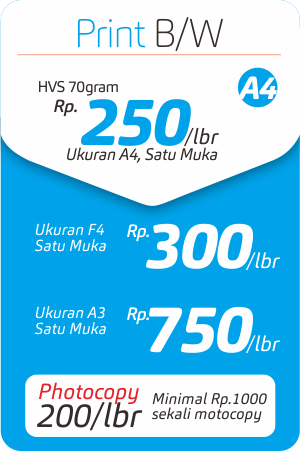 Print B/W
HVS 70gram
A4
Rp. 250/lbr
Ukuran A4, Satu Muka
Ukuran F4
Satu Muka
Rp. 300/lbr
Ukuran A3
Satu Muka
Rp. 750/lbr
Photocopy
200/lbr
Minimal Rp.1000
sekali motocopy